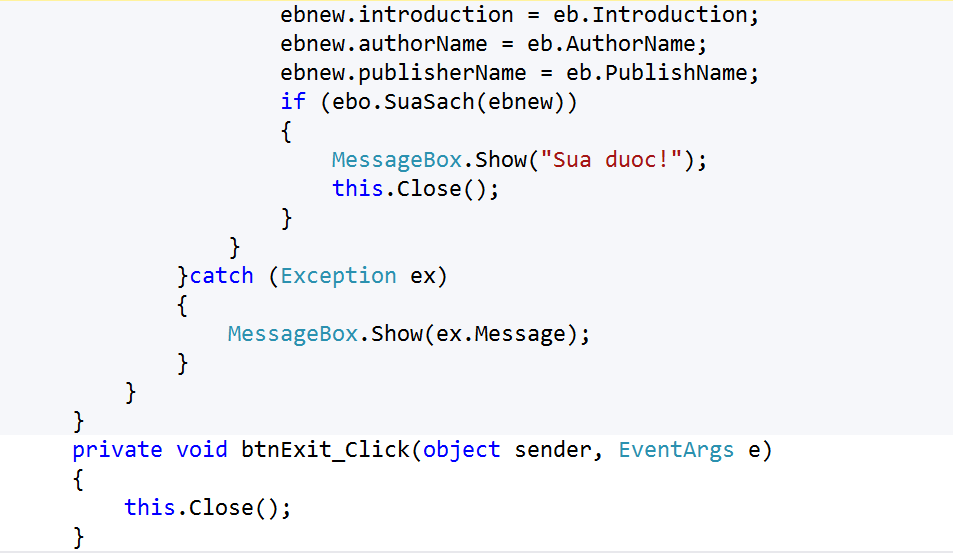 ebnew.introduction = eb.Introduction;
ebnew.authorName = eb.AuthorName;
ebnew.publisherName = eb.PublishName;
if (ebo.SuaSach(ebnew))
{
MessageBox.Show("Sua duoc!");
this.Close();
}
}
}catch (Exception ex)
{
MessageBox.Show(ex.Message);
}
}
}
private void btnExit_Click(object sender, EventArgs e)
{
this.Close();
}